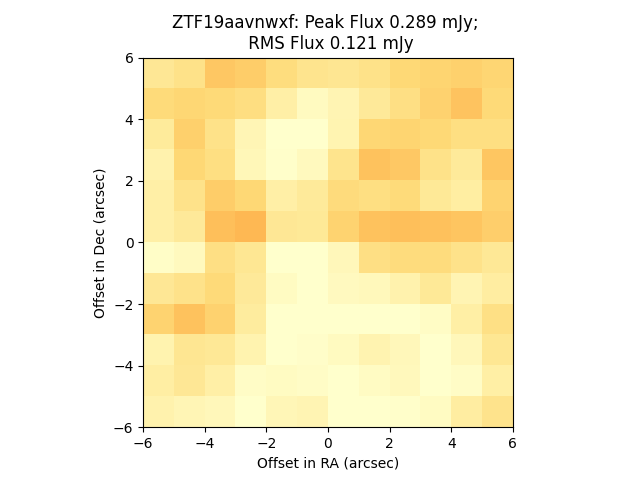 ZTF19aavnwxf: Peak Flux 0.289 mJy;
RMS Flux 0.121 mJy
6
4
2
0
−2
−4
−6
Offset in Dec (arcsec)
−6 −4 −2 0 2 4 6
Offset in RA (arcsec)